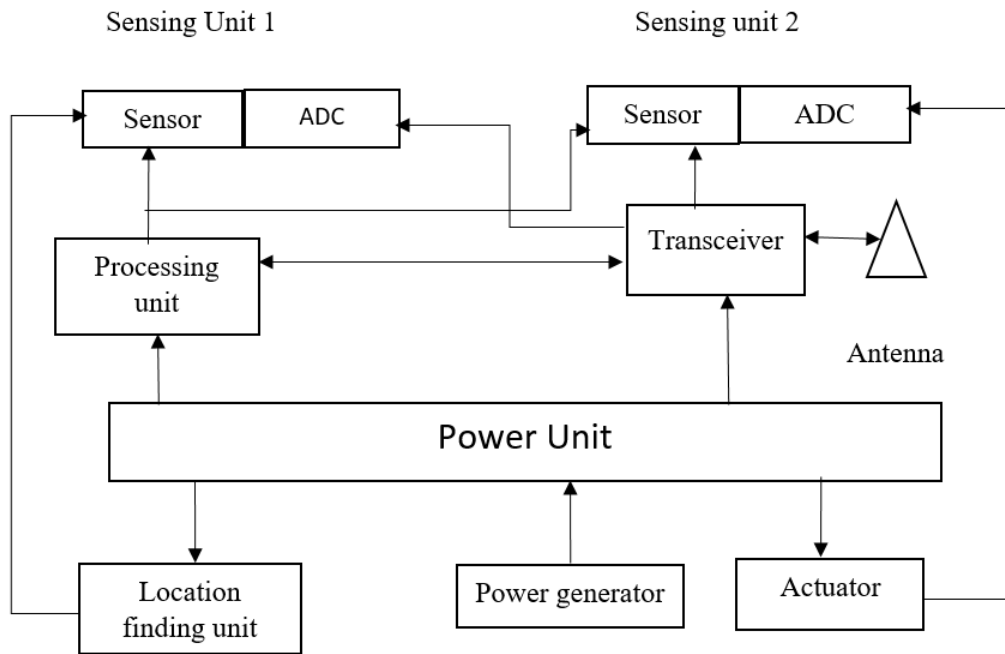 Sensing Unit 1
Sensing unit 2
Sensor
ADC
Sensor
ADC
Processing
unit
Transceiver
Antenna
Power Unit
Location
finding unit
Power generator
Actuator